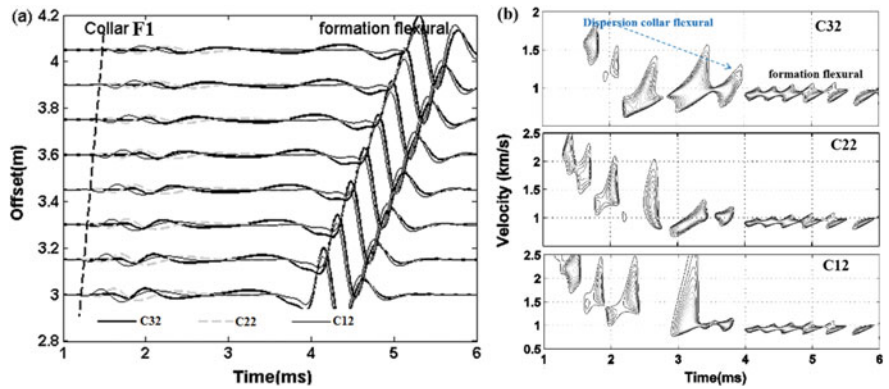 (a)
Collar F1
formation flexural
4.2
4
3.8
3.6
3.4
3.2
3
2.8
Offset(m)
C32
C22
C12
1
2
3
4
5
6
Time(ms)
(b)
Dispersion collar flexural
C32
formation flexural
2
1.5
1
C22
2.5
2
1.5
1
C12
2.5
2
1.5
1
0.5
Velocity (km/s)
1
2
3
4
5
6
Time(ms)